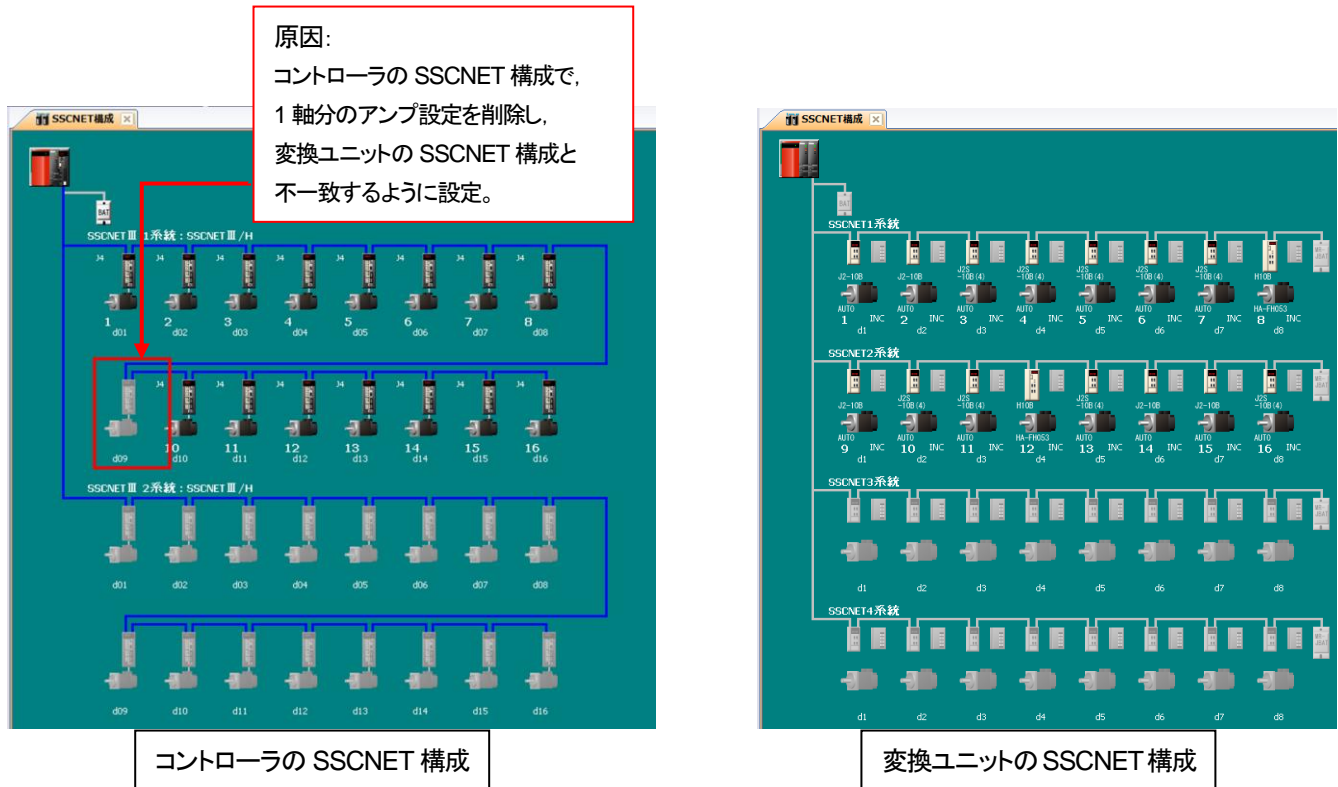 原因:
コントローラの SSCNET 構成で,
1 軸分のアンプ設定を削除し,
変換ユニットの SSCNET 構成と
不一致するように設定。
SSCNET構成
BAT
SSCNETⅢ 1系統 : SSCNETⅢ/H
J4 J4 J4 J4 J4 J4 J4 J4
1 2 3 4 5 6 7 8
d01 d02 d03 d04 d05 d06 d07 d08
J4 J4 J4 J4 J4 J4 J4
10 11 12 13 14 15 16
d09 d10 d11 d12 d13 d14 d15 d16
SSCNETⅢ 2系統 : SSCNETⅢ/H
d01 d02 d03 d04 d05 d06 d07 d08
d09 d10 d11 d12 d13 d14 d15 d16
コントローラの SSCNET 構成
SSCNET構成
BAT
SSCNET1系統
J2-10B J2-10B J2S-10B(4) J2S-10B(4) J2S-10B(4) J2S-10B(4) J2S-10B(4) H10B
AUTO AUTO AUTO AUTO AUTO AUTO AUTO HA-FH053
1 INC 2 INC 3 INC 4 INC 5 INC 6 INC 7 INC 8 INC
d1 d2 d3 d4 d5 d6 d7 d8
SSCNET2系統
J2-10B J2S-10B(4) J2S-10B(4) H10B J2S-10B(4) J2-10B J2-10B J2S-10B(4)
AUTO AUTO AUTO HA-FH053 AUTO AUTO AUTO AUTO
9 INC 10 INC 11 INC 12 INC 13 INC 14 INC 15 INC 16 INC
d1 d2 d3 d4 d5 d6 d7 d8
SSCNET3系統
d1 d2 d3 d4 d5 d6 d7 d8
SSCNET4系統
d1 d2 d3 d4 d5 d6 d7 d8
変換ユニットの SSCNET 構成